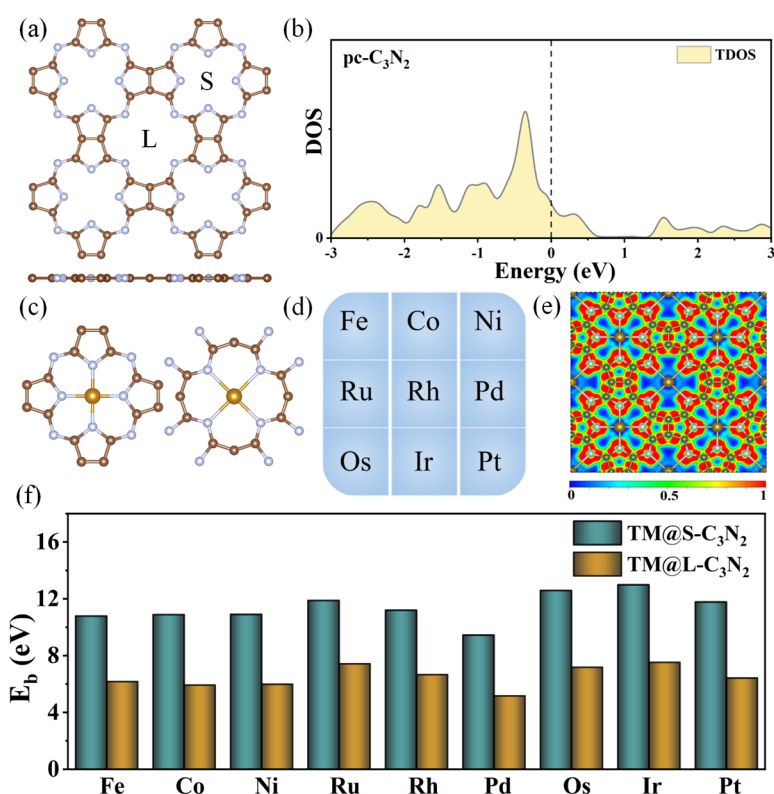 (a)
S
L
(b)
pc-C₃N₂
TDOS
DOS
0
-3 -2 -1 0 1 2 3
Energy (eV)
(c)
(d)
Fe Co Ni
Ru Rh Pd
Os Ir Pt
(e)
0 0.5 1
(f)
TM@S-C₃N₂
TM@L-C₃N₂
E_b (eV)
16
12
8
4
0
Fe Co Ni Ru Rh Pd Os Ir Pt